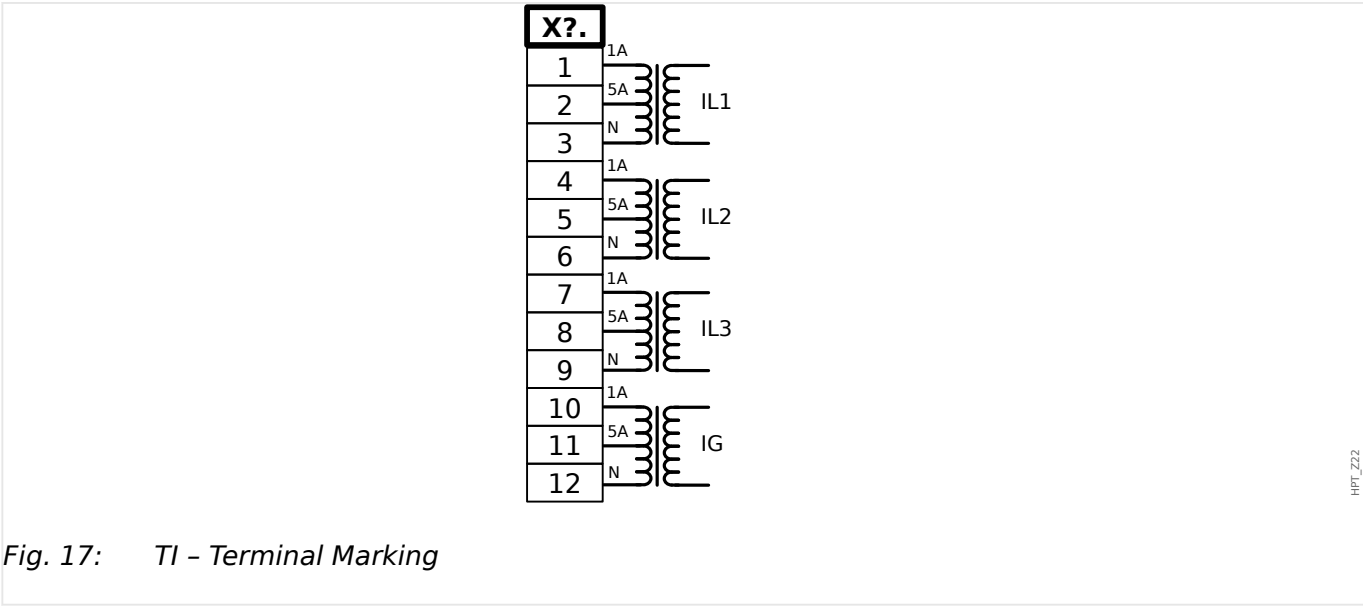 X?.
1A
1
5A
2
IL1
N
3
1A
4
5A
5
IL2
N
6
1A
7
5A
8
IL3
N
9
1A
10
5A
11
IG
N
12
HPT_Z22
Fig. 17: TI – Terminal Marking